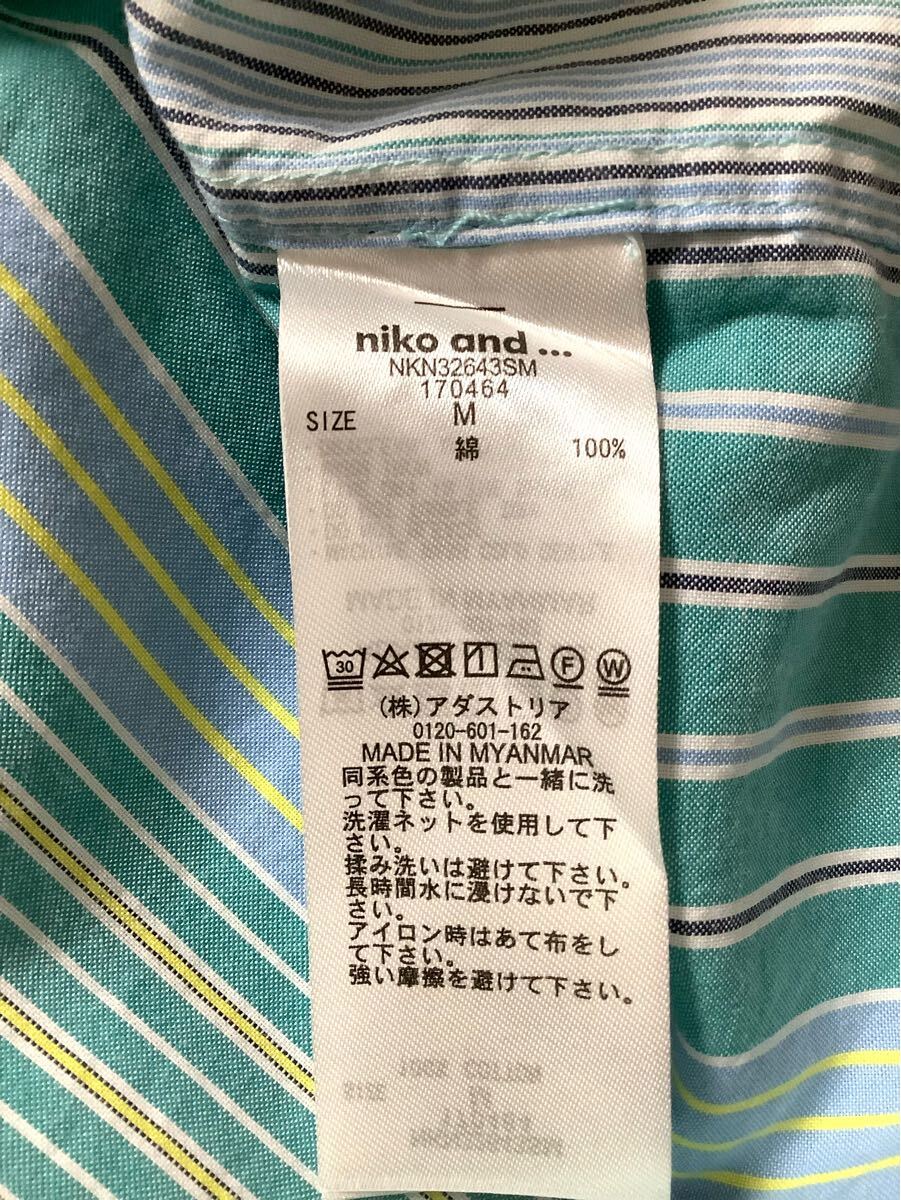 niko and ...
NKN32643SM
170464
SIZE M
綿 100%
30 F W
(株)アダストリア
0120-601-162
MADE IN MYANMAR
同系色の製品と一緒に洗
って下さい。
洗濯ネットを使用して下
さい。
揉み洗いは避けて下さい。
長時間水に浸けないで下
さい。
アイロン時はあて布をし
て下さい。
強い摩擦を避けて下さい。